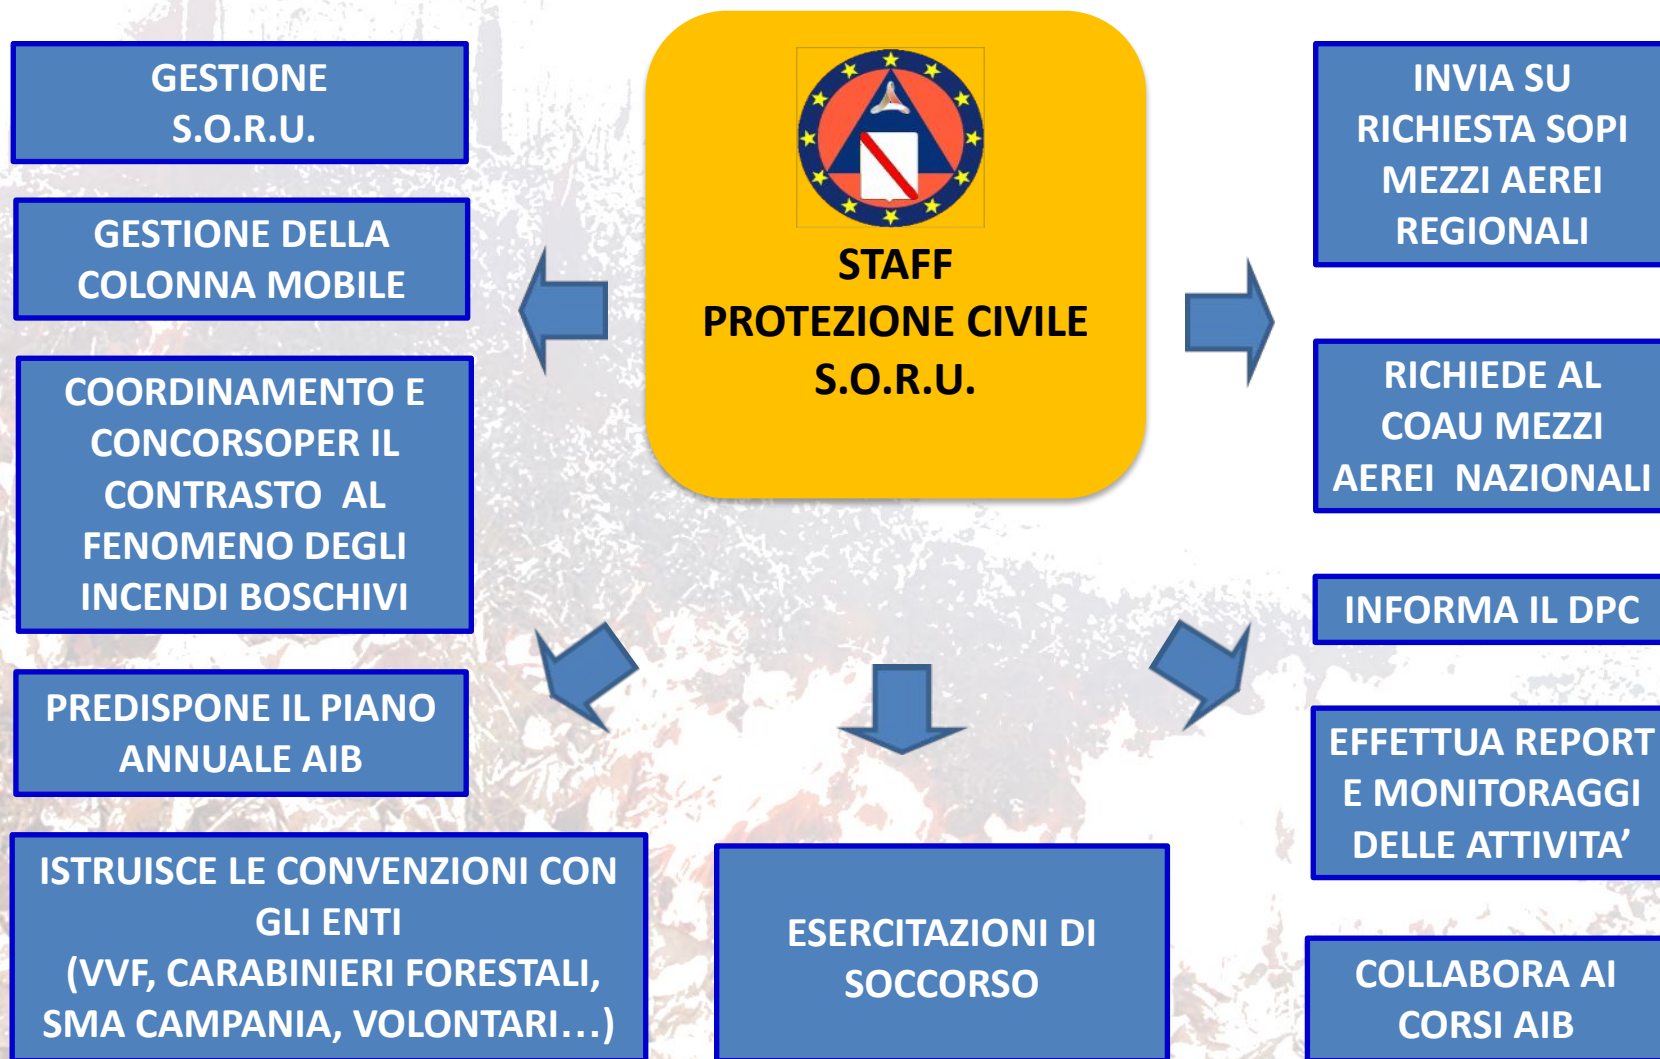 GESTIONE
S.O.R.U.
GESTIONE DELLA
COLONNA MOBILE
COORDINAMENTO E
CONCORSOPER IL
CONTRASTO AL
FENOMENO DEGLI
INCENDI BOSCHIVI
PREDISPONE IL PIANO
ANNUALE AIB
ISTRUISCE LE CONVENZIONI CON
GLI ENTI
(VVF, CARABINIERI FORESTALI,
SMA CAMPANIA, VOLONTARI...)
STAFF
PROTEZIONE CIVILE
S.O.R.U.
ESERCITAZIONI DI
SOCCORSO
INVIA SU
RICHIESTA SOPI
MEZZI AEREI
REGIONALI
RICHIEDE AL
COAU MEZZI
AEREI NAZIONALI
INFORMA IL DPC
EFFETTUA REPORT
E MONITORAGGI
DELLE ATTIVITA’
COLLABORA AI
CORSI AIB